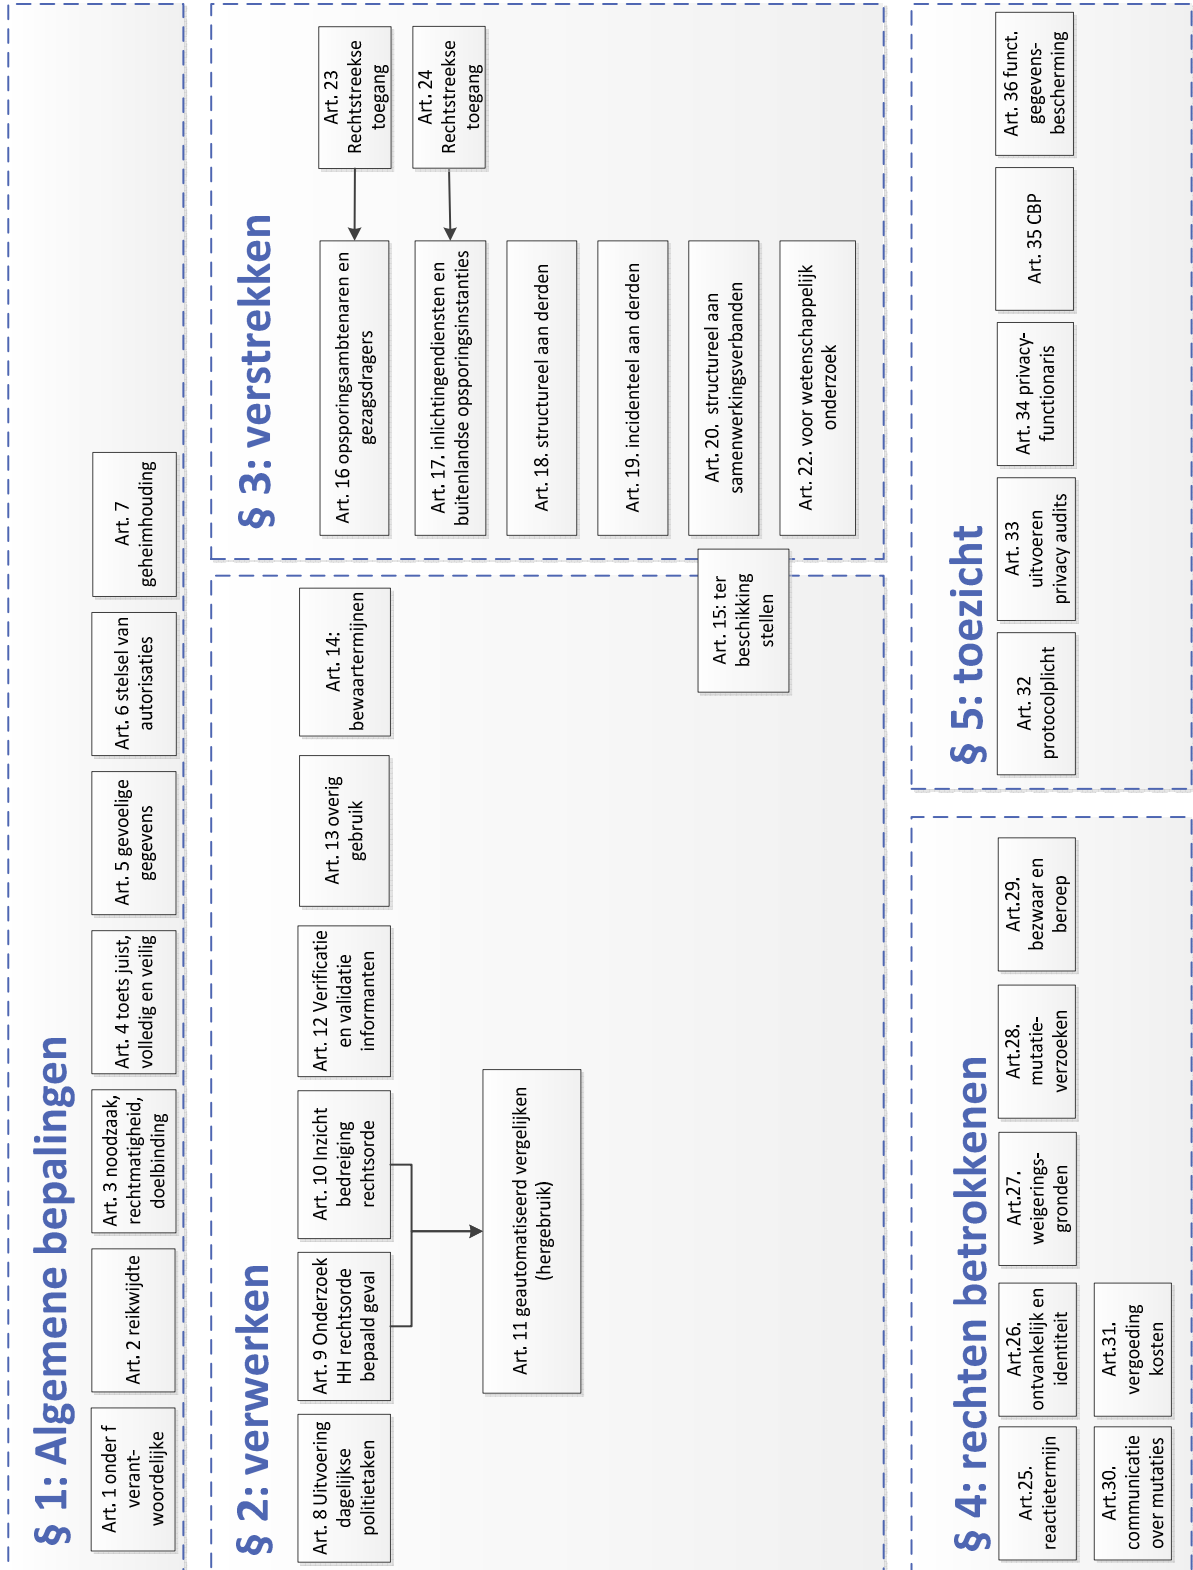 § 1: Algemene bepalingen
Art. 1 onder f
verant-
woordelijke
Art. 2 reikwijdte
Art. 3 noodzaak,
rechtmatigheid,
doelbinding
Art. 4 toets juist,
volledig en veilig
Art. 5 gevoelige
gegevens
Art. 6 stelsel van
autorisaties
Art. 7
geheimhouding
§ 2: verwerken
Art. 8 Uitvoering
dagelijkse
politietaken
Art. 9 Onderzoek
HH rechtsorde
bepaald geval
Art. 10 Inzicht
bedreiging
rechtsorde
Art. 12 Verificatie
en validatie
informanten
Art. 13 overig
gebruik
Art. 14:
bewaartermijnen
Art. 11 geautomatiseerd vergelijken
(hergebruik)
Art. 15: ter
beschikking
stellen
§ 3: verstrekken
Art. 16 opsporingsambtenaren en
gezagsdragers
Art. 23
Rechtstreekse
toegang
Art. 17. inlichtingendiensten en
buitenlandse opsporingsinstanties
Art. 24
Rechtstreekse
toegang
Art. 18. structureel aan derden
Art. 19. incidenteel aan derden
Art. 20. structureel aan
samenwerkingsverbanden
Art. 22. voor wetenschappelijk
onderzoek
§ 4: rechten betrokkenen
Art.25.
reactietermijn
Art.26.
ontvankelijk en
identiteit
Art.27.
weigerings-
gronden
Art.28.
mutatie-
verzoeken
Art.29.
bezwaar en
beroep
Art.30.
communicatie
over mutaties
Art.31.
vergoeding
kosten
§ 5: toezicht
Art. 32
protocolplicht
Art. 33
uitvoeren
privacy audits
Art. 34 privacy-
functionaris
Art. 35 CBP
Art. 36 funct.
gegevens-
bescherming